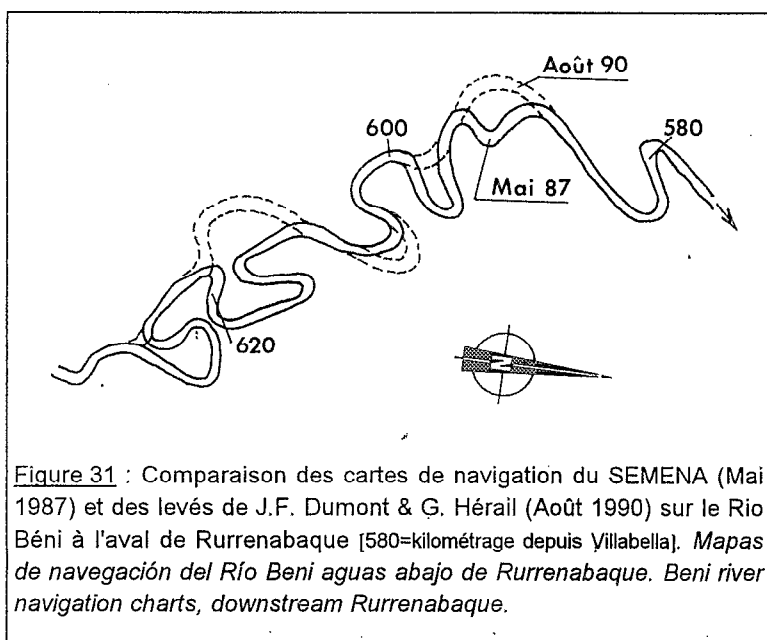 Août 90
600
580
Mai 87
620
N
Figure 31 : Comparaison des cartes de navigation du SEMENA (Mai
1987) et des levés de J.F. Dumont & G. Hérail (Août 1990) sur le Rio
Béni à l'aval de Rurrenabaque [580=kilométrage depuis Villabella]. Mapas
de navegación del Río Beni aguas abajo de Rurrenabaque. Beni river
navigation charts, downstream Rurrenabaque.